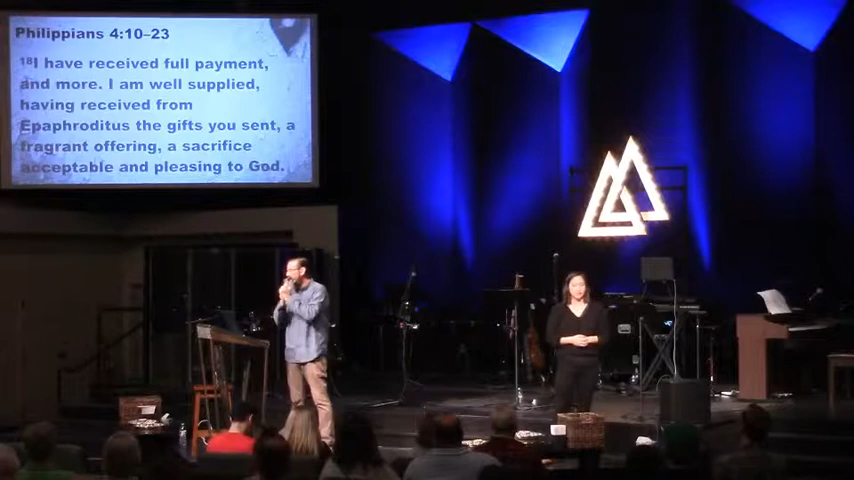 Philippians 4:10–23
18I have received full payment,
and more. I am well supplied,
having received from
Epaphroditus the gifts you sent, a
fragrant offering, a sacrifice
acceptable and pleasing to God.